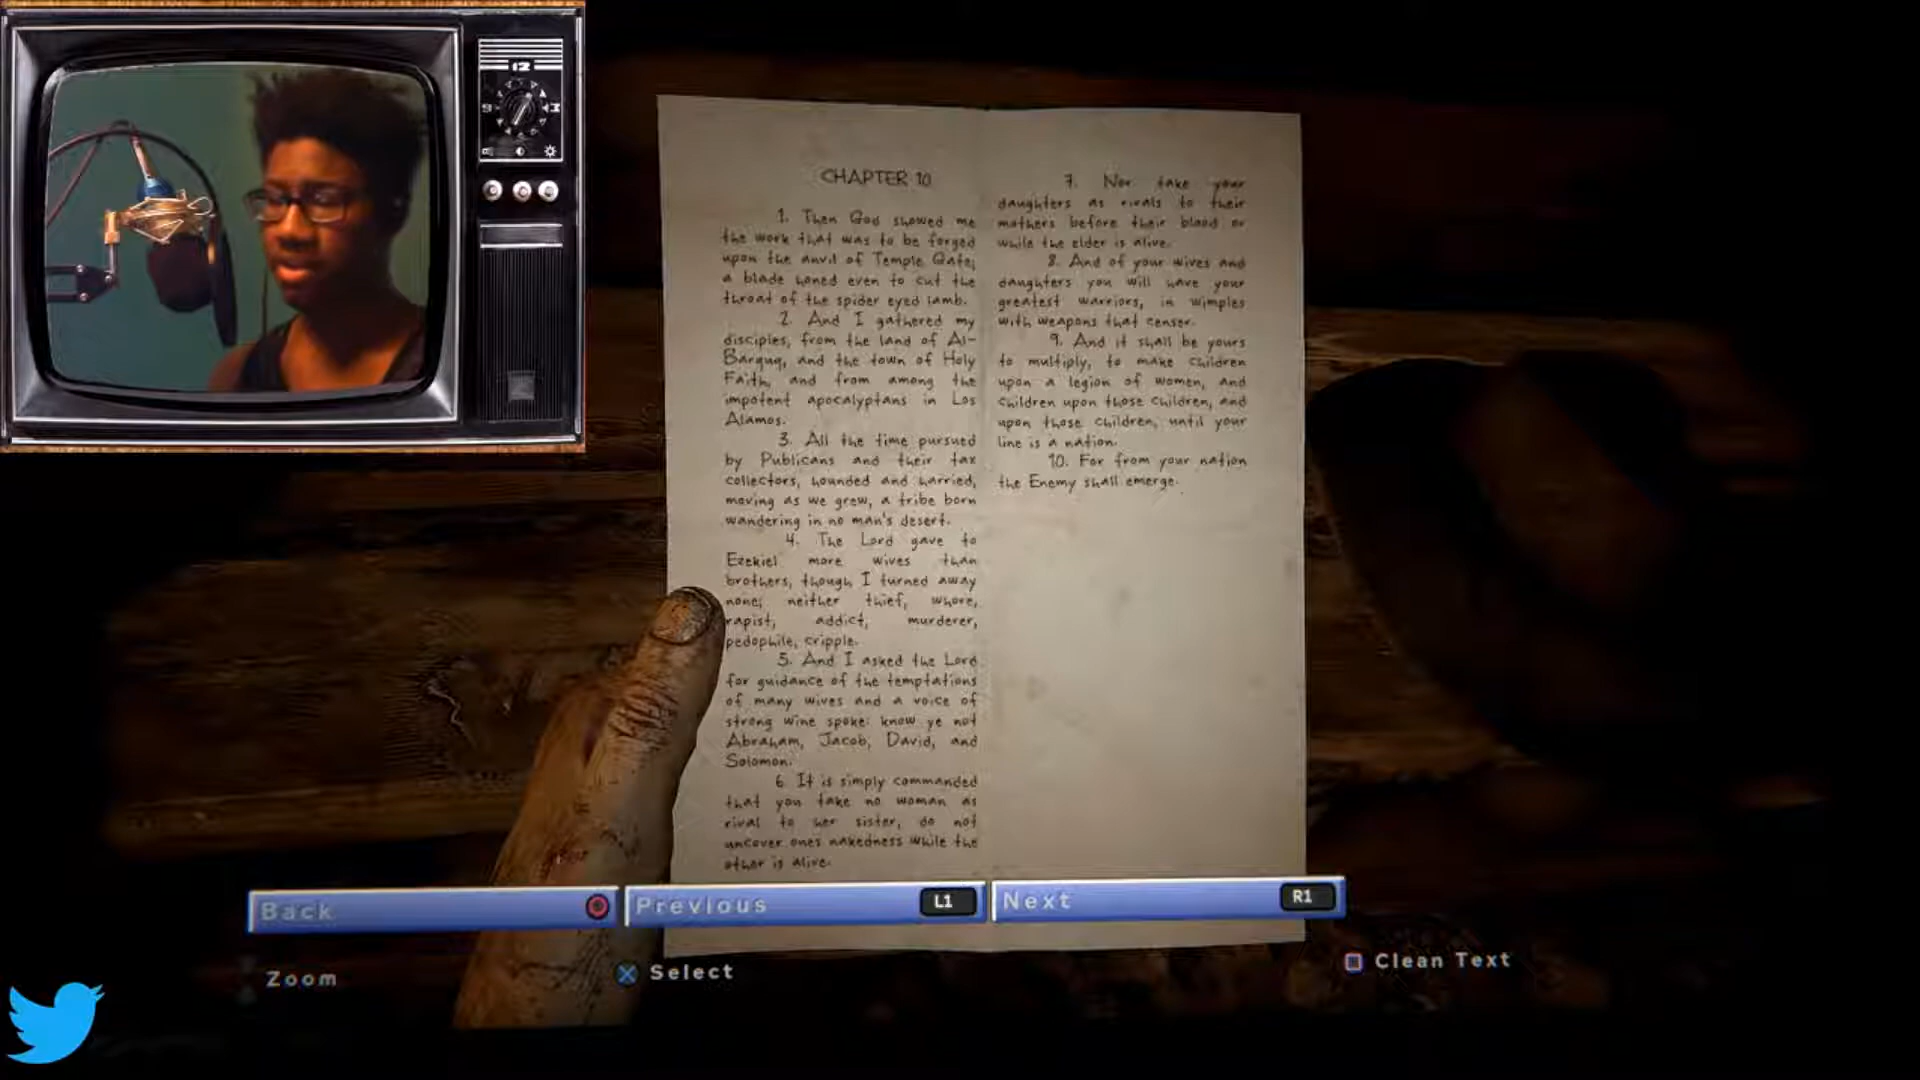 CHAPTER 10
1. Then God showed me
the work that was to be forged
upon the anvil of Temple Gate;
a blade honed even to cut the
throat of the spider eyed lamb.
2. And I gathered my
disciples, from the land of Al-
Barquq, and the town of Holy
Faith, and from among the
impotent apocalyptans in Los
Alamos.
3. All the time pursued
by Publicans and their tax
collectors, hounded and harried,
moving as we grew, a tribe born
wandering in no man's desert.
4. The Lord gave to
Ezekiel more wives than
brothers, though I turned away
none; neither thief, whore,
rapist, addict, murderer,
pedophile, cripple.
5. And I asked the Lord
for guidance of the temptations
of many wives and a voice of
strong wine spoke: know ye not
Abraham, Jacob, David, and
Solomon.
6. It is simply commanded
that you take no woman as
rival to her sister, do not
uncover ones nakedness while the
other is alive.
7. Nor take your
daughters as rivals to their
mothers before their blood or
while the elder is alive.
8. And of your wives and
daughters you will have your
greatest warriors, in wimples
with weapons that censer.
9. And it shall be yours
to multiply, to make children
upon a legion of women, and
children upon those children, and
upon those children, until your
line is a nation.
10. For from your nation
the Enemy shall emerge.
Back
Previous L1
Next R1
Zoom
Select
Clean Text